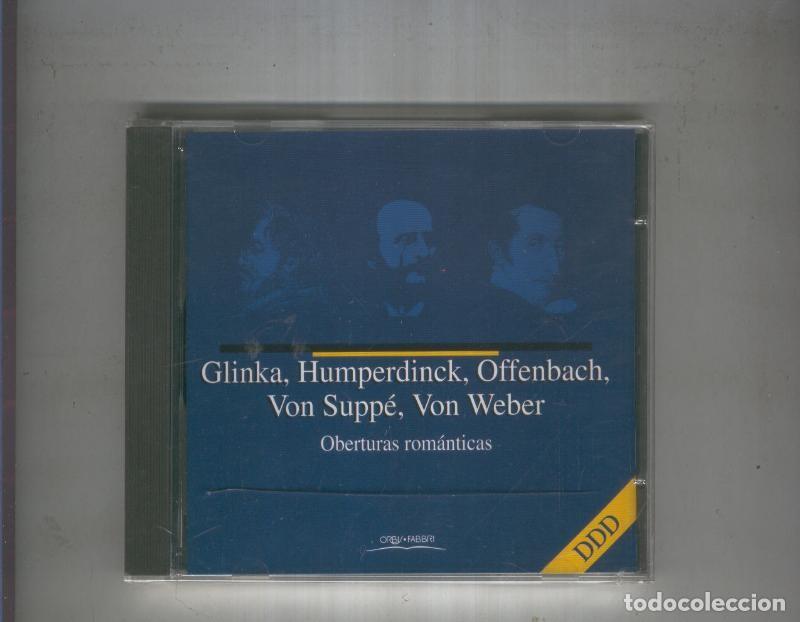 Glinka, Humperdinck, Offenbach,
Von Suppé, Von Weber
Oberturas románticas
ORBIS•FABBRI
DDD
todocoleccion